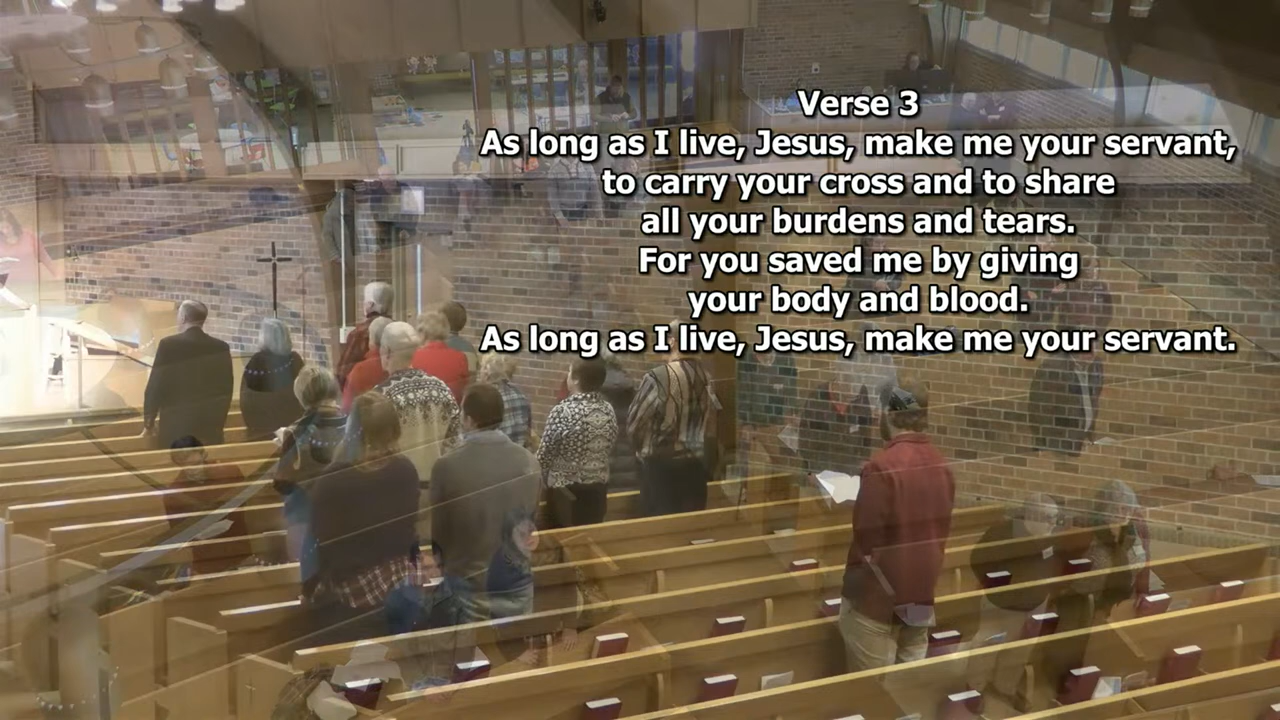 Verse 3
As long as I live, Jesus, make me your servant,
to carry your cross and to share
all your burdens and tears.
For you saved me by giving
your body and blood.
As long as I live, Jesus, make me your servant.